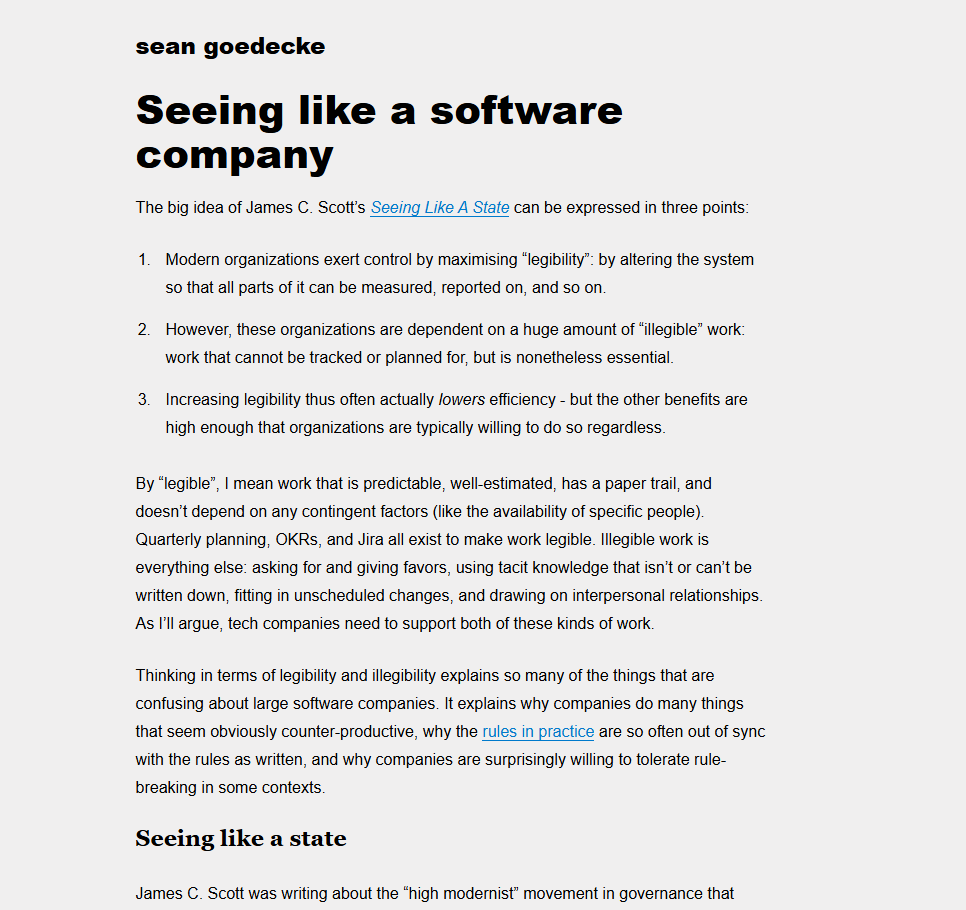 sean goedecke
Seeing like a software
company
The big idea of James C. Scott’s Seeing Like A State can be expressed in three points:
1. Modern organizations exert control by maximising “legibility”: by altering the system
so that all parts of it can be measured, reported on, and so on.
2. However, these organizations are dependent on a huge amount of “illegible” work:
work that cannot be tracked or planned for, but is nonetheless essential.
3. Increasing legibility thus often actually lowers efficiency - but the other benefits are
high enough that organizations are typically willing to do so regardless.
By “legible”, I mean work that is predictable, well-estimated, has a paper trail, and
doesn’t depend on any contingent factors (like the availability of specific people).
Quarterly planning, OKRs, and Jira all exist to make work legible. Illegible work is
everything else: asking for and giving favors, using tacit knowledge that isn’t or can’t be
written down, fitting in unscheduled changes, and drawing on interpersonal relationships.
As I’ll argue, tech companies need to support both of these kinds of work.
Thinking in terms of legibility and illegibility explains so many of the things that are
confusing about large software companies. It explains why companies do many things
that seem obviously counter-productive, why the rules in practice are so often out of sync
with the rules as written, and why companies are surprisingly willing to tolerate rule-
breaking in some contexts.
Seeing like a state
James C. Scott was writing about the “high modernist” movement in governance that